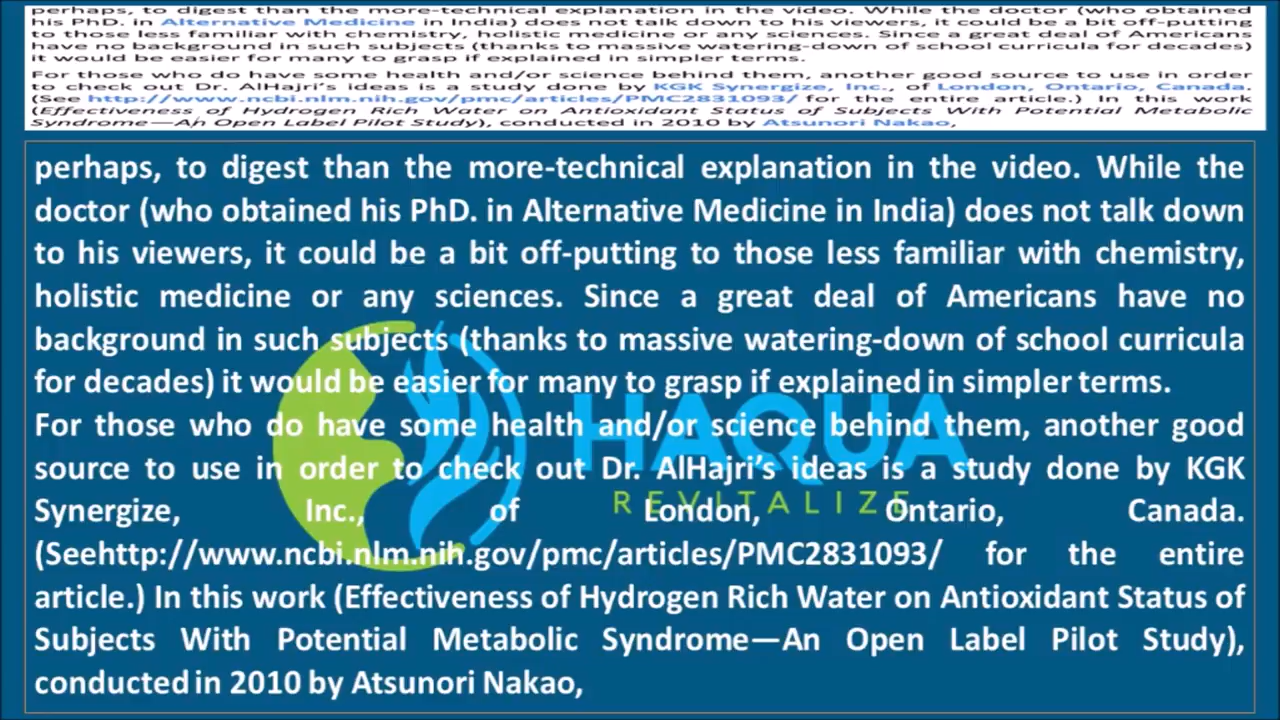 perhaps, to digest than the more-technical explanation in the video. While the doctor (who obtained
his PhD. in Alternative Medicine in India) does not talk down to his viewers, it could be a bit off-putting
to those less familiar with chemistry, holistic medicine or any sciences. Since a great deal of Americans
have no background in such subjects (thanks to massive watering-down of school curricula for decades)
it would be easier for many to grasp if explained in simpler terms.
For those who do have some health and/or science behind them, another good source to use in order
to check out Dr. AlHajri's ideas is a study done by KGK Synergize, Inc., of London, Ontario, Canada.
(See http://www.ncbi.nlm.nih.gov/pmc/articles/PMC2831093/ for the entire article.) In this work
(Effectiveness of Hydrogen Rich Water on Antioxidant Status of Subjects With Potential Metabolic
Syndrome—An Open Label Pilot Study), conducted in 2010 by Atsunori Nakao,
perhaps, to digest than the more-technical explanation in the video. While the
doctor (who obtained his PhD. in Alternative Medicine in India) does not talk down
to his viewers, it could be a bit off-putting to those less familiar with chemistry,
holistic medicine or any sciences. Since a great deal of Americans have no
background in such subjects (thanks to massive watering-down of school curricula
for decades) it would be easier for many to grasp if explained in simpler terms.
For those who do have some health and/or science behind them, another good
source to use in order to check out Dr. AlHajri's ideas is a study done by KGK
Synergize, Inc., of London, Ontario, Canada.
(Seehttp://www.ncbi.nlm.nih.gov/pmc/articles/PMC2831093/ for the entire
article.) In this work (Effectiveness of Hydrogen Rich Water on Antioxidant Status of
Subjects With Potential Metabolic Syndrome—An Open Label Pilot Study),
conducted in 2010 by Atsunori Nakao,
HAQUA
REVITALIZE